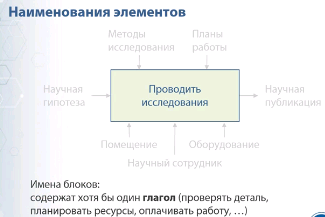 Наименования элементов
Методы исследования
Планы работы
Научная гипотеза
Проводить исследования
Научная публикация
Помещение
Оборудование
Научный сотрудник
Имена блоков:
содержат хотя бы один глагол (проверять деталь,
планировать ресурсы, оплачивать работу, ...)